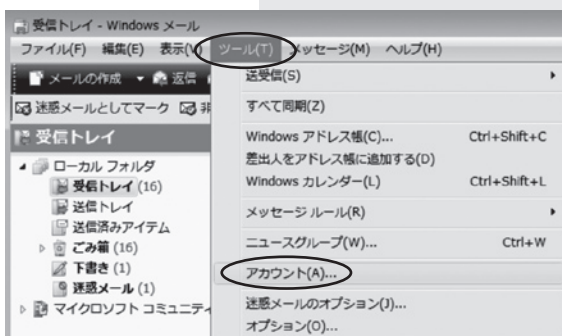 受信トレイ - Windows メール
ファイル(F) 編集(E) 表示(V) ツール(T) メッセージ(M) ヘルプ(H)
メールの作成 返信
迷惑メールとしてマーク 非
受信トレイ
ローカル フォルダ
受信トレイ (16)
送信トレイ
送信済みアイテム
ごみ箱 (16)
下書き (1)
迷惑メール (1)
マイクロソフト コミュニティ
送受信(S)
すべて同期(Z)
Windows アドレス帳(C)... Ctrl+Shift+C
差出人をアドレス帳に追加する(D)
Windows カレンダー(L) Ctrl+Shift+L
メッセージ ルール(R)
ニュースグループ(W)... Ctrl+W
アカウント(A)...
迷惑メールのオプション(J)...
オプション(O)...